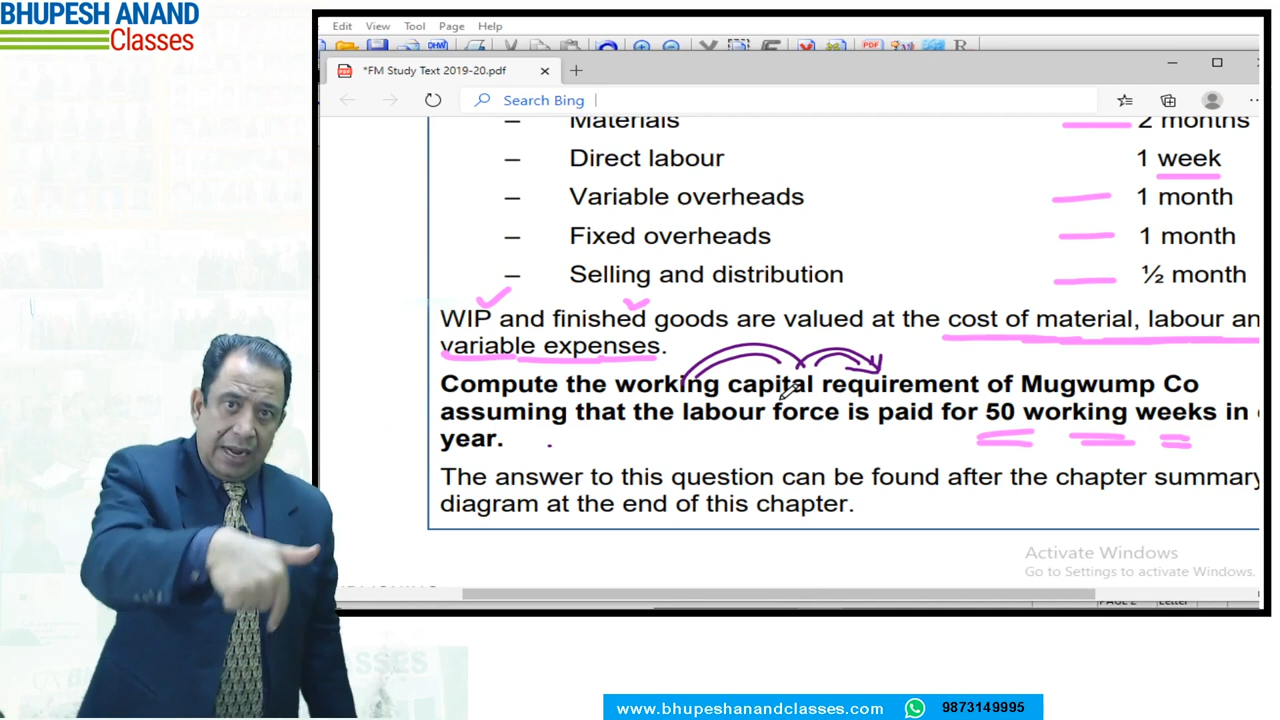 BHUPESH ANAND
Classes
Edit View Tool Page Help
DHW PDF R
*FM Study Text 2019-20.pdf
Search Bing
– Materials 2 months
– Direct labour 1 week
– Variable overheads 1 month
– Fixed overheads 1 month
– Selling and distribution ½ month
WIP and finished goods are valued at the cost of material, labour an
variable expenses.
Compute the working capital requirement of Mugwump Co
assuming that the labour force is paid for 50 working weeks in
year.
The answer to this question can be found after the chapter summary
diagram at the end of this chapter.
Activate Windows
Go to Settings to activate Windows.
PAGE 2 Letter
www.bhupeshanandclasses.com 9873149995